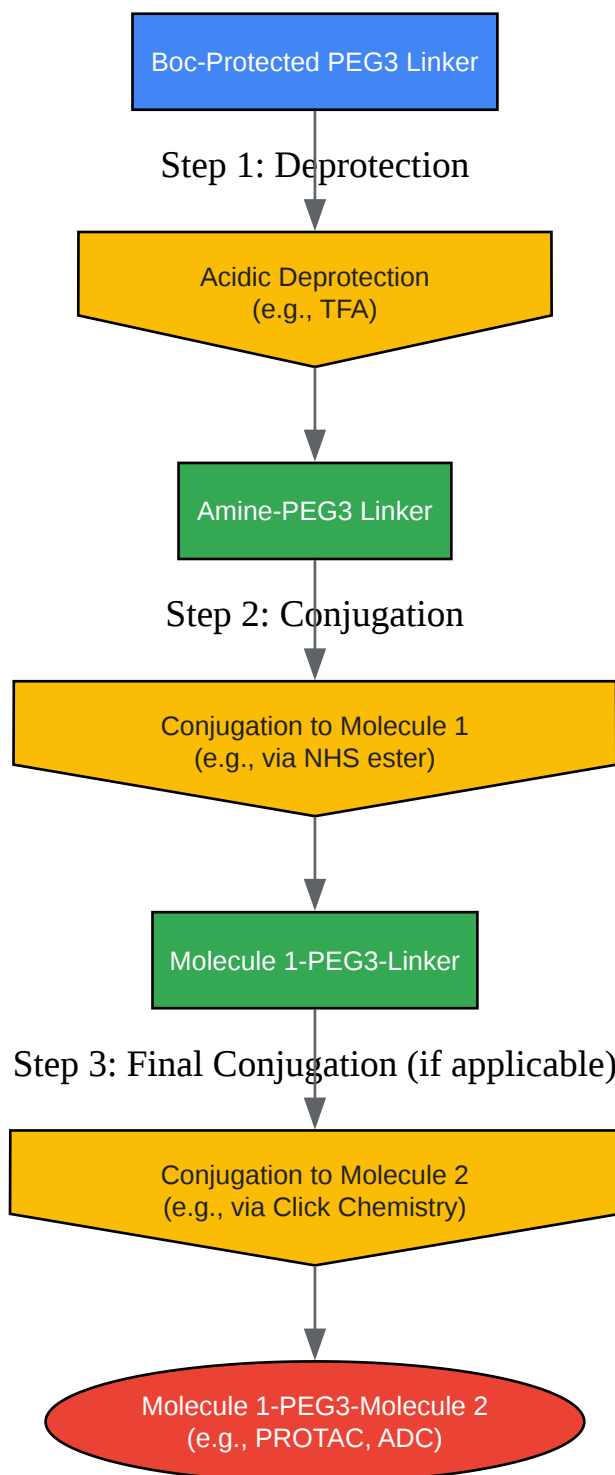 Boc-Protected PEG3 Linker
Step 1: Deprotection
Acidic Deprotection
(e.g., TFA)
Amine-PEG3 Linker
Step 2: Conjugation
Conjugation to Molecule 1
(e.g., via NHS ester)
Molecule 1-PEG3-Linker
Step 3: Final Conjugation (if applicable)
Conjugation to Molecule 2
(e.g., via Click Chemistry)
Molecule 1-PEG3-Molecule 2
(e.g., PROTAC, ADC)